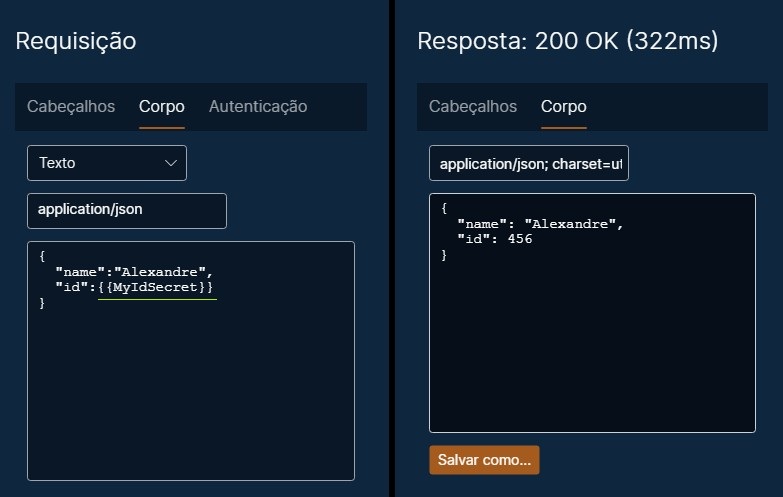 Requisição
Cabeçalhos Corpo Autenticação
Texto
application/json
{
"name":"Alexandre",
"id":{{MyIdSecret}}
}
Resposta: 200 OK (322ms)
Cabeçalhos Corpo
application/json; charset=ut
{
"name": "Alexandre",
"id": 456
}
Salvar como...